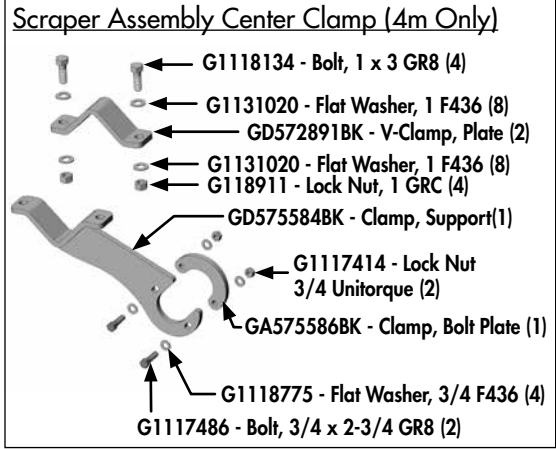 Scraper Assembly Center Clamp (4m Only)
G1118134 - Bolt, 1 x 3 GR8 (4)
G1131020 - Flat Washer, 1 F436 (8)
GD572891BK - V-Clamp, Plate (2)
G1131020 - Flat Washer, 1 F436 (8)
G118911 - Lock Nut, 1 GRC (4)
GD575584BK - Clamp, Support(1)
G1117414 - Lock Nut
3/4 Unitorque (2)
GA575586BK - Clamp, Bolt Plate (1)
G1118775 - Flat Washer, 3/4 F436 (4)
G1117486 - Bolt, 3/4 x 2-3/4 GR8 (2)